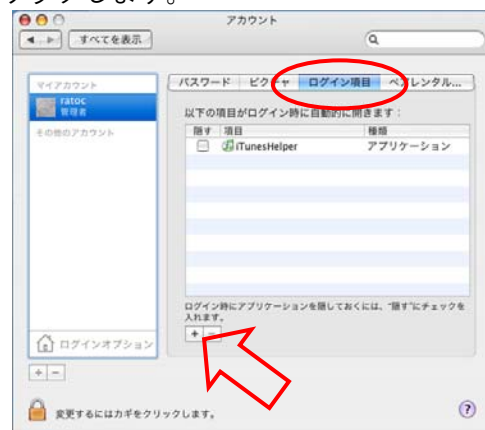 ックします。
アカウント
すべてを表示
パスワード ピクチャ ログイン項目 ペアレンタル...
マイアカウント
ratoc
管理者
その他のアカウント
以下の項目がログイン時に自動的に開きます：
隠す 項目 種類
iTunesHelper アプリケーション
ログイン時にアプリケーションを隠しておくには、“隠す”にチェックを
入れます。
+ −
ログインオプション
+ −
変更するにはカギをクリックします。
?